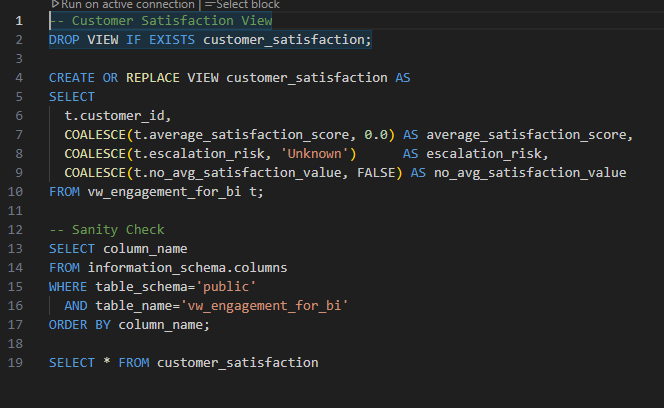 ▷Run on active connection | ≡Select block
1 -- Customer Satisfaction View
2 DROP VIEW IF EXISTS customer_satisfaction;
3
4 CREATE OR REPLACE VIEW customer_satisfaction AS
5 SELECT
6 t.customer_id,
7 COALESCE(t.average_satisfaction_score, 0.0) AS average_satisfaction_score,
8 COALESCE(t.escalation_risk, 'Unknown') AS escalation_risk,
9 COALESCE(t.no_avg_satisfaction_value, FALSE) AS no_avg_satisfaction_value
10 FROM vw_engagement_for_bi t;
11
12 -- Sanity Check
13 SELECT column_name
14 FROM information_schema.columns
15 WHERE table_schema='public'
16 AND table_name='vw_engagement_for_bi'
17 ORDER BY column_name;
18
19 SELECT * FROM customer_satisfaction